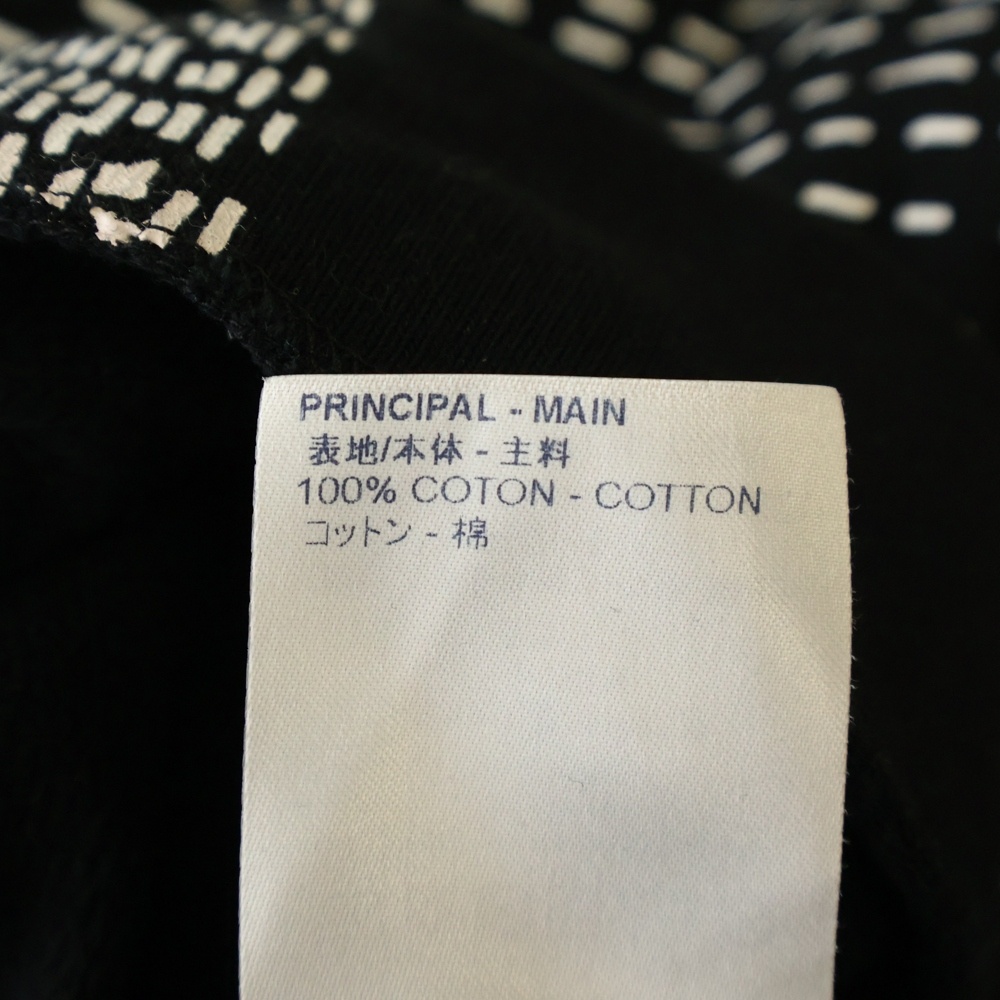 PRINCIPAL - MAIN
表地/本体 - 主料
100% COTON - COTTON
コットン - 棉